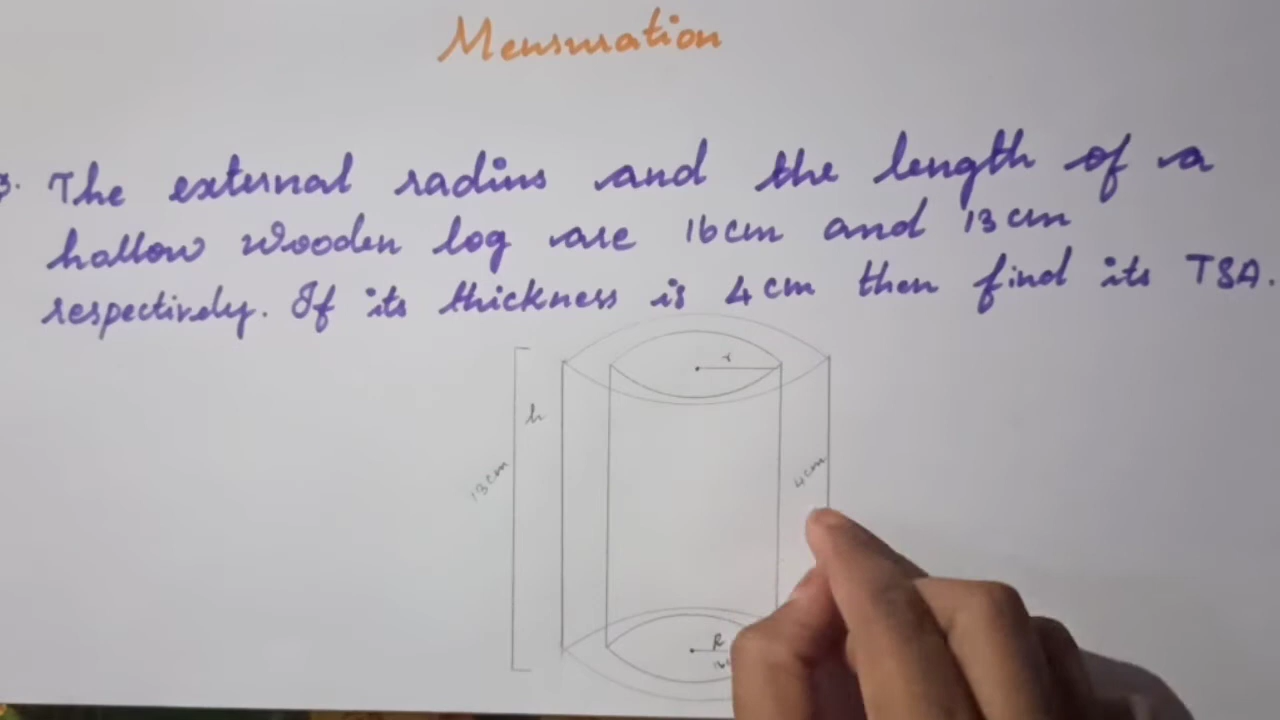 Mensuration
3. The external radius and the length of a
hallow wooden log are 16cm and 13cm
respectively. If its thickness is 4cm then find its TSA.
r
h
13cm
4cm
R